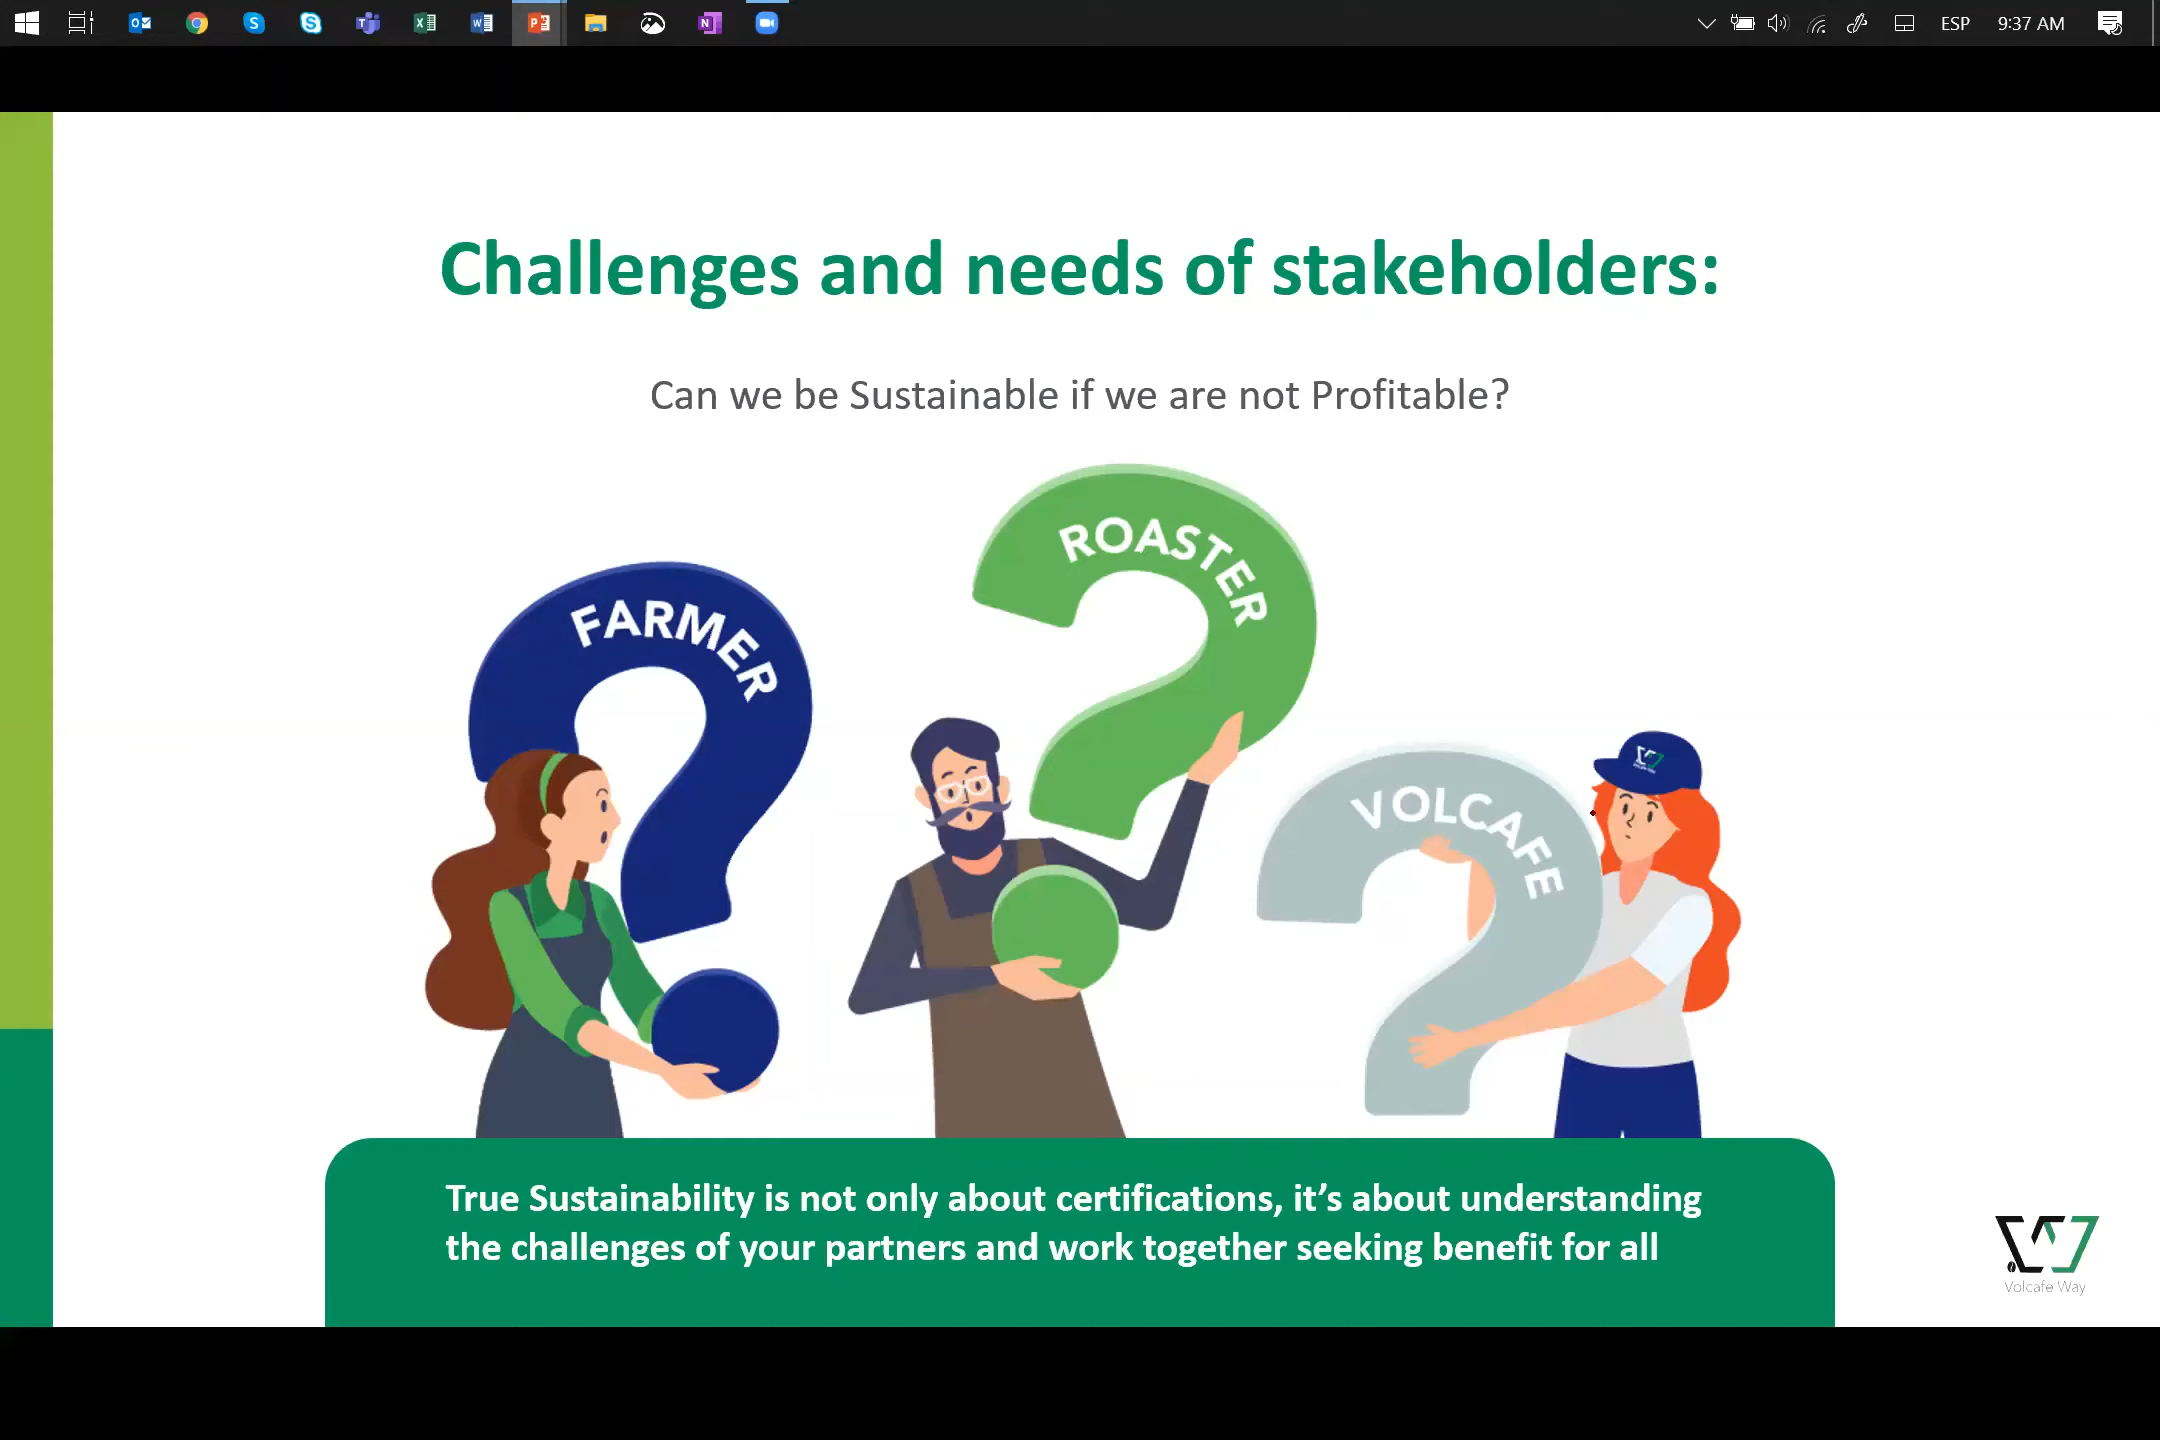 ESP 9:37 AM
Challenges and needs of stakeholders:
Can we be Sustainable if we are not Profitable?
ROASTER
FARMER
VOLCAFE
True Sustainability is not only about certifications, it's about understanding
the challenges of your partners and work together seeking benefit for all
Volcafe Way